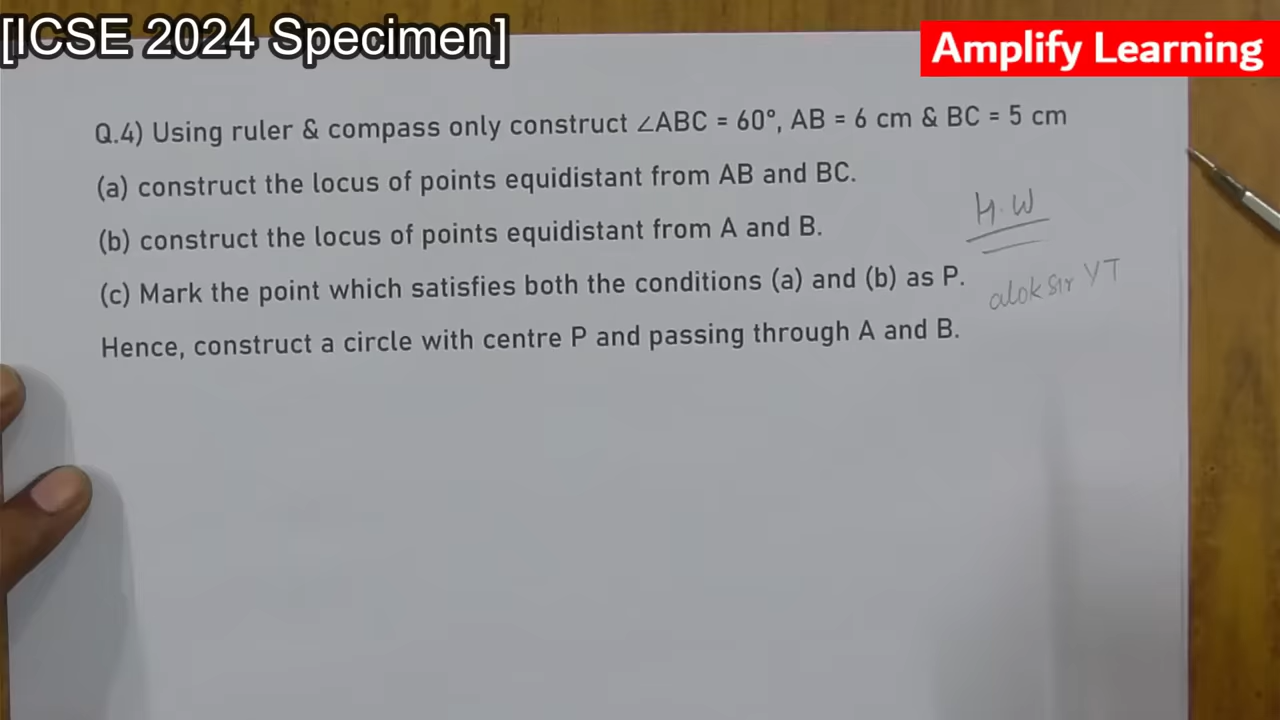 [ICSE 2024 Specimen]
Amplify Learning
Q.4) Using ruler & compass only construct ∠ABC = 60°, AB = 6 cm & BC = 5 cm
(a) construct the locus of points equidistant from AB and BC.
(b) construct the locus of points equidistant from A and B.
(c) Mark the point which satisfies both the conditions (a) and (b) as P.
Hence, construct a circle with centre P and passing through A and B.
H.W
alok sir YT